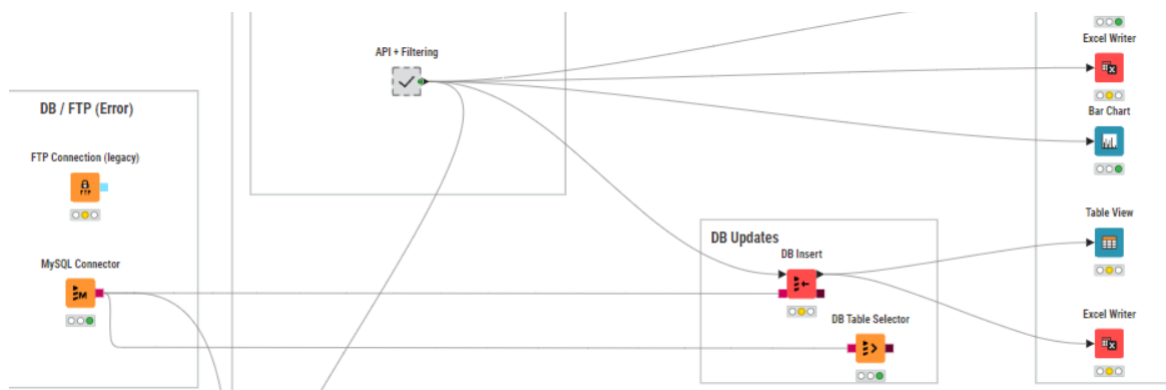 API + Filtering
Excel Writer
DB / FTP (Error)
Bar Chart
FTP Connection (legacy)
FTP
Table View
DB Updates
DB Insert
MySQL Connector
M
DB Table Selector
Excel Writer